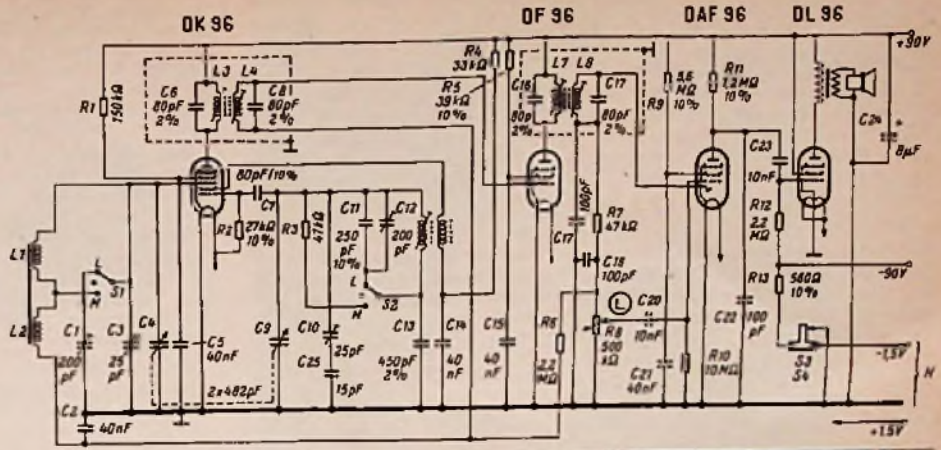 DK 96
DF 96
DAF 96
DL 96
+90V
R1
750kΩ
C6
80pF
2%
L3
L4
C8
80pF
2%
R4
33kΩ
R5
39kΩ
10%
C16
80p
2%
L7
L8
C17
80pF
2%
R9
5,6
MΩ
10%
R11
1,2MΩ
10%
C23
10nF
C24
+
8µF
80pF/10%
C7
R2
27kΩ
10%
R3
47kΩ
C11
250
pF
10%
C12
200
pF
C17
100pF
R7
47kΩ
C18
100pF
R12
2,2
MΩ
R13
560Ω
10%
-90V
L1
L2
L
M
S1
C1
200
pF
C3
25
pF
C4
C5
40nF
2x482pF
C9
C10
25pF
C25
15pF
L
M
S2
C13
450pF
2%
C14
40
nF
C15
40
nF
R6
2,2
MΩ
L
R8
500
kΩ
C20
10nF
C21
40nF
R10
10MΩ
C22
100
pF
S3
S4
-1,5V
H
+1,5V
C2
40nF